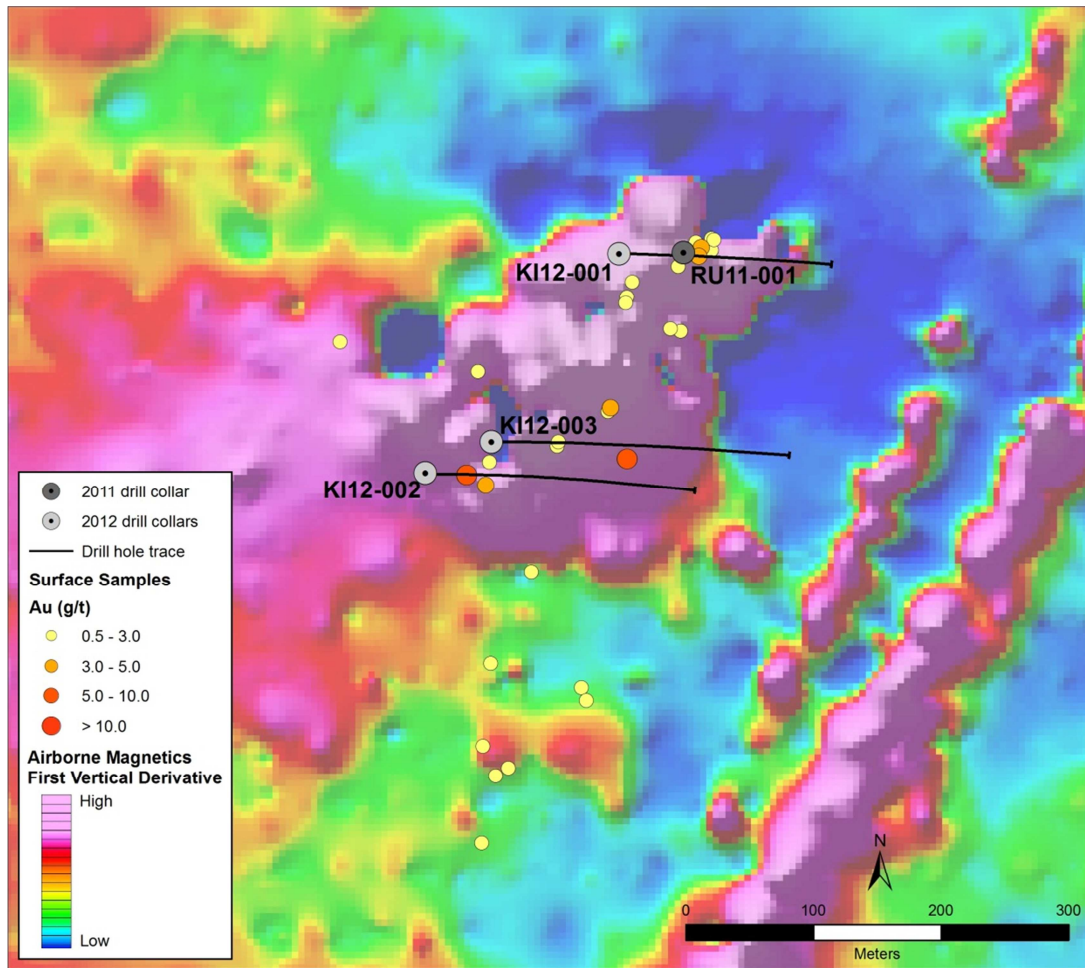 KI12-001
RU11-001
KI12-003
KI12-002
2011 drill collar
2012 drill collars
Drill hole trace
Surface Samples
Au (g/t)
0.5 - 3.0
3.0 - 5.0
5.0 - 10.0
> 10.0
Airborne Magnetics
First Vertical Derivative
High
Low
N
0 100 200 300
Meters